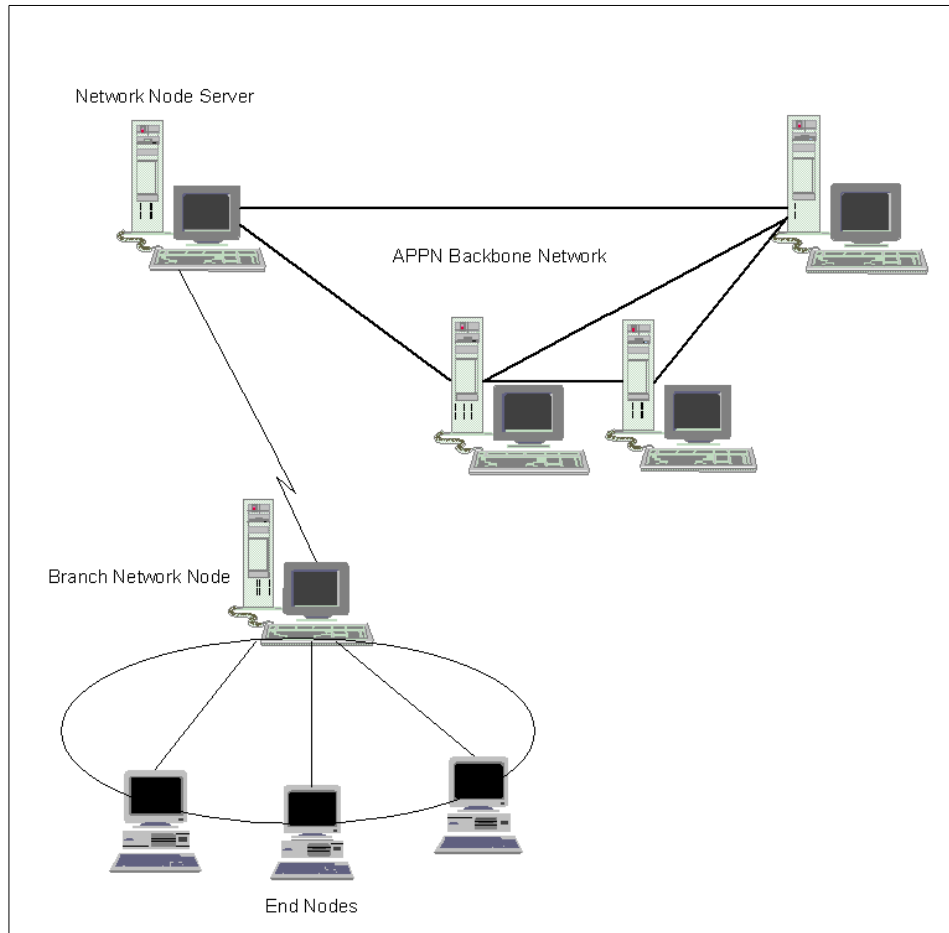 Network Node Server
APPN Backbone Network
Branch Network Node
End Nodes